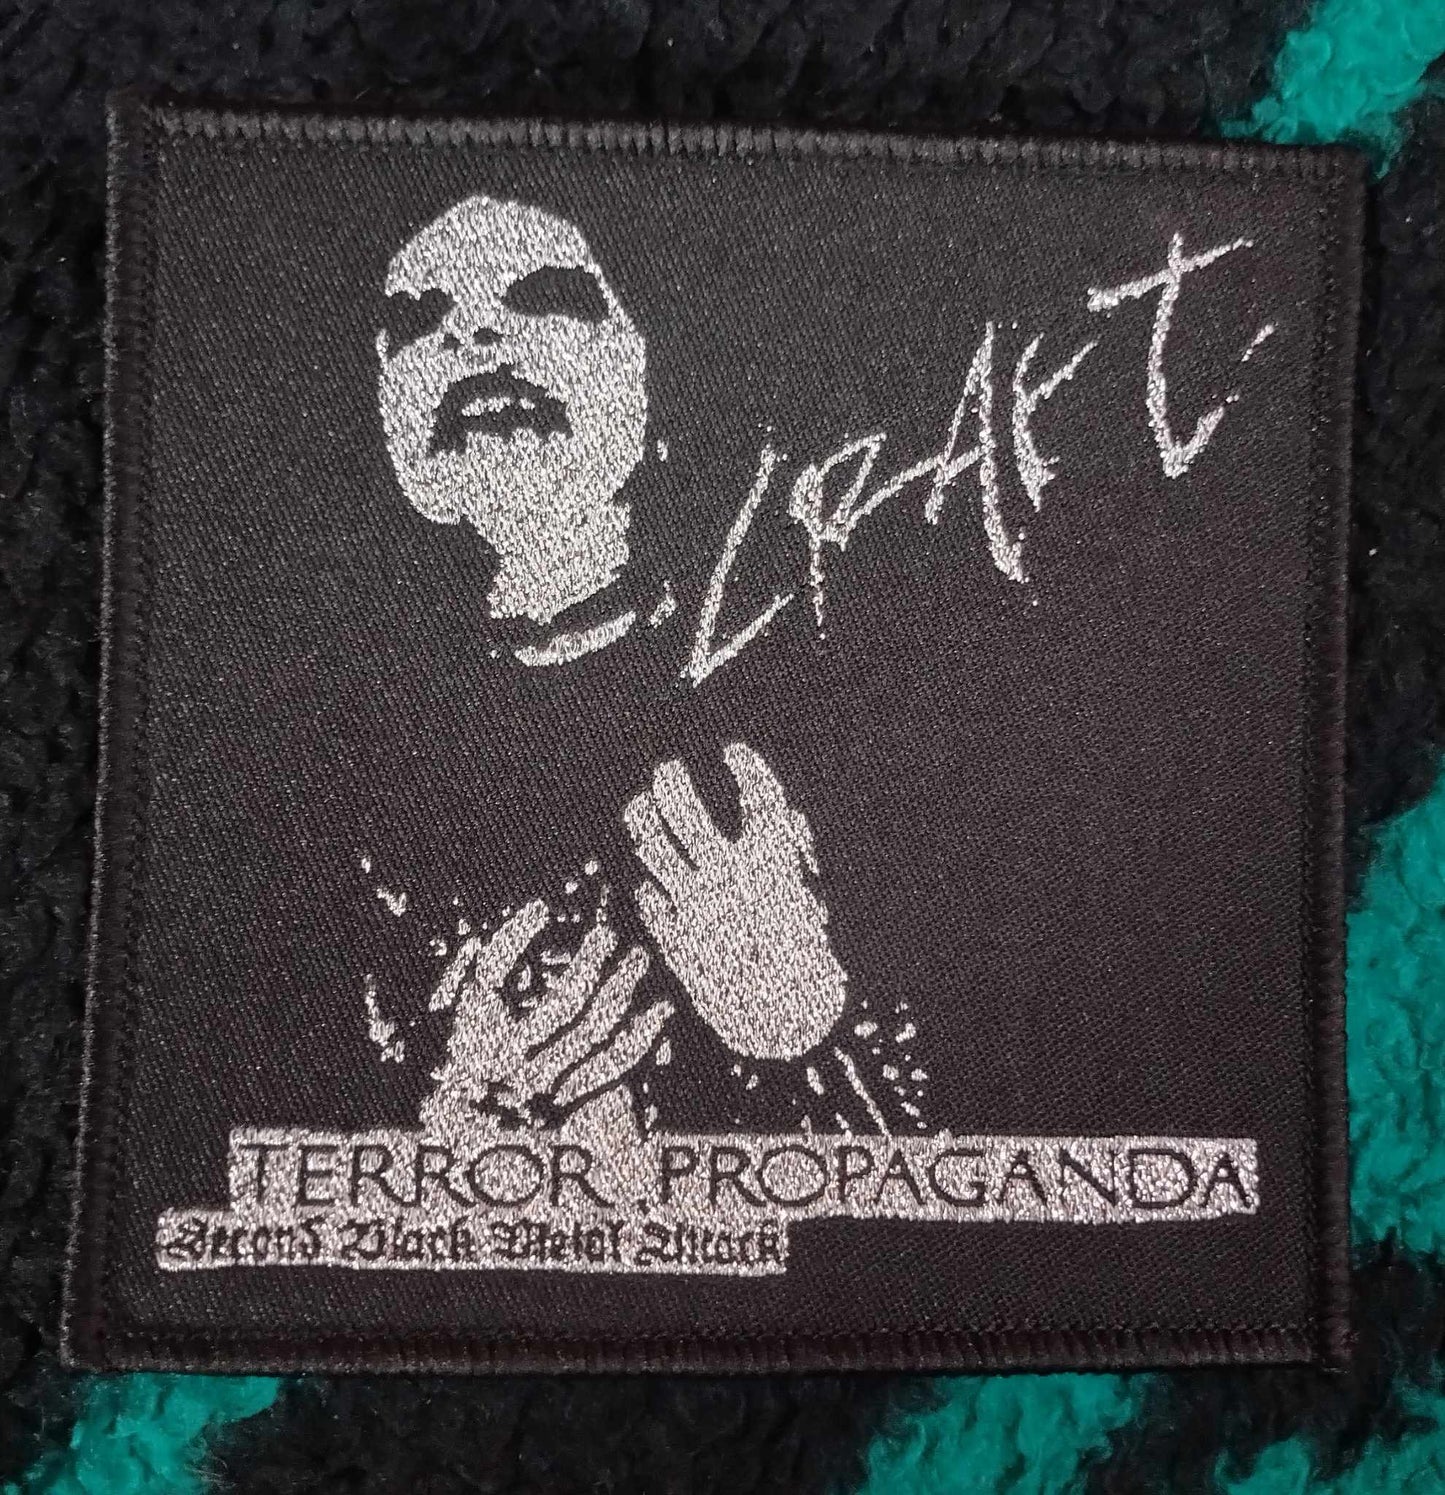 CRAFT
TERROR PROPAGANDA
Second Black Metal Attack